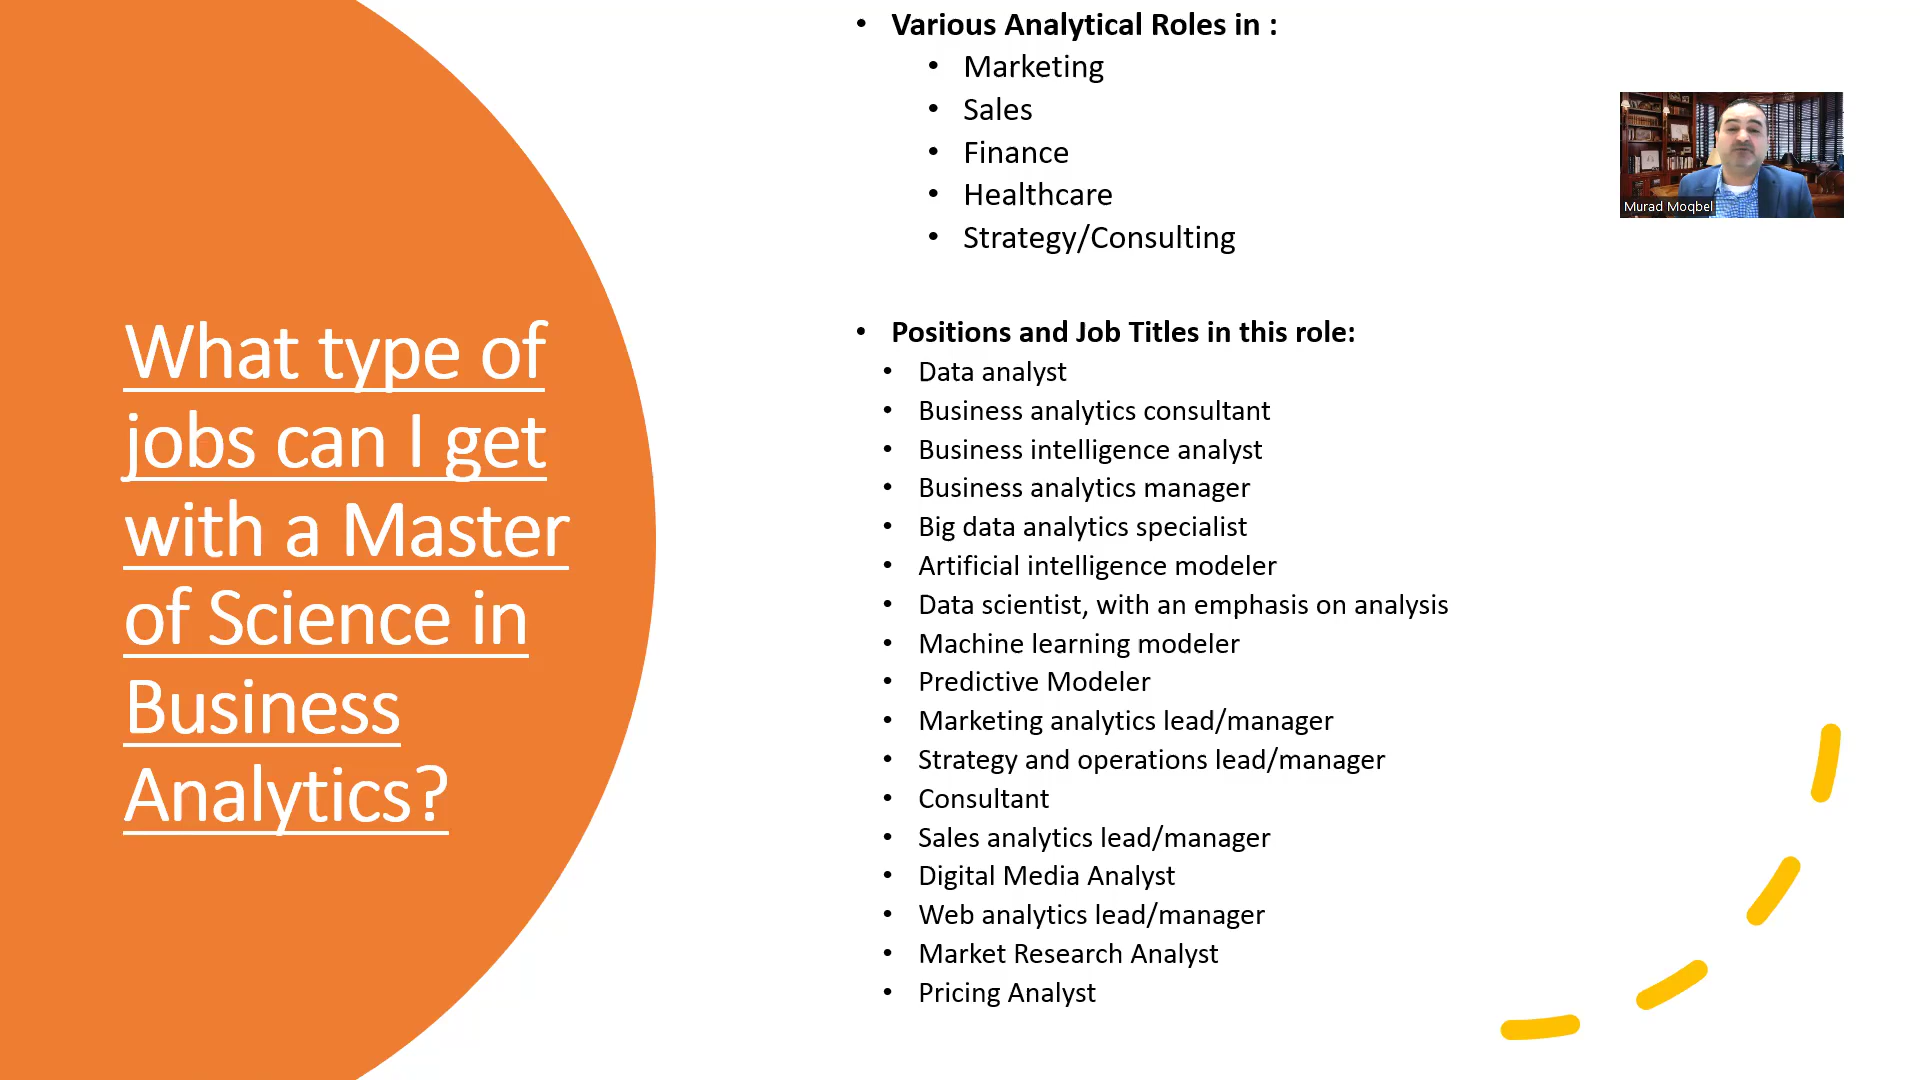 What type of
jobs can I get
with a Master
of Science in
Business
Analytics?
• Various Analytical Roles in :
• Marketing
• Sales
• Finance
• Healthcare
• Strategy/Consulting
• Positions and Job Titles in this role:
• Data analyst
• Business analytics consultant
• Business intelligence analyst
• Business analytics manager
• Big data analytics specialist
• Artificial intelligence modeler
• Data scientist, with an emphasis on analysis
• Machine learning modeler
• Predictive Modeler
• Marketing analytics lead/manager
• Strategy and operations lead/manager
• Consultant
• Sales analytics lead/manager
• Digital Media Analyst
• Web analytics lead/manager
• Market Research Analyst
• Pricing Analyst
Murad Moqbel